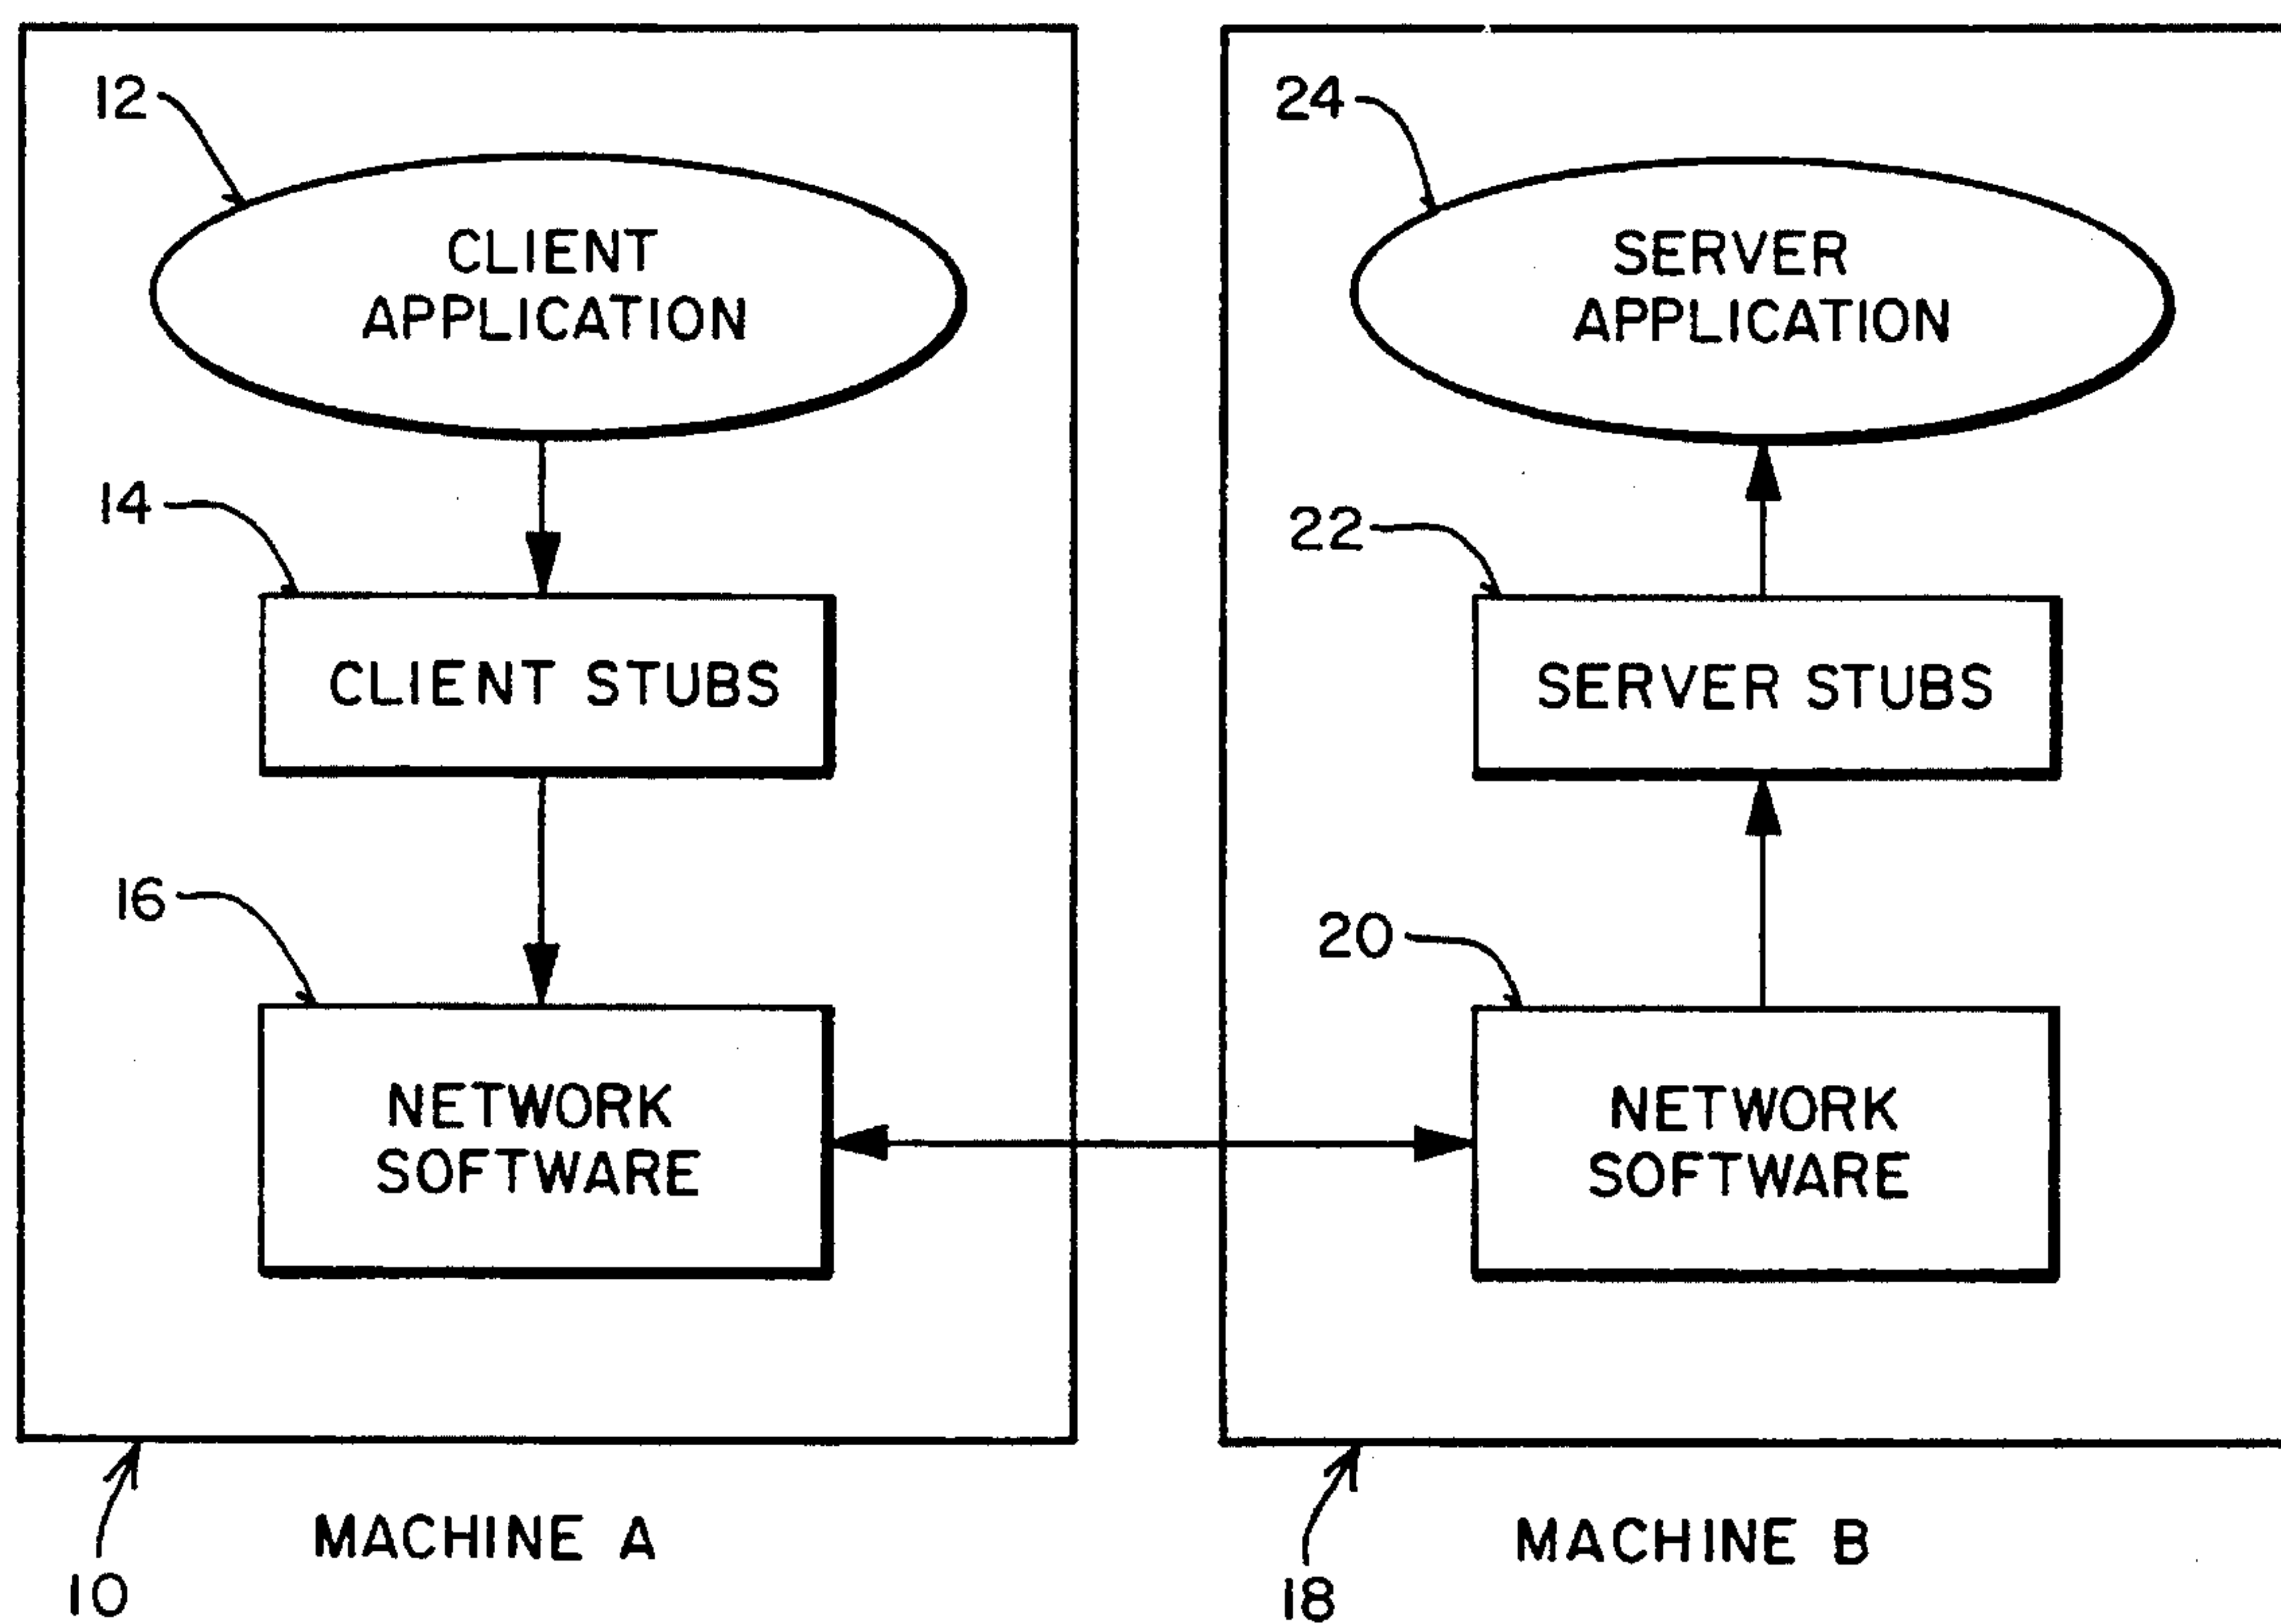 12
CLIENT
APPLICATION
14
CLIENT STUBS
16
NETWORK
SOFTWARE
10
MACHINE A
24
SERVER
APPLICATION
22
SERVER STUBS
20
NETWORK
SOFTWARE
18
MACHINE B